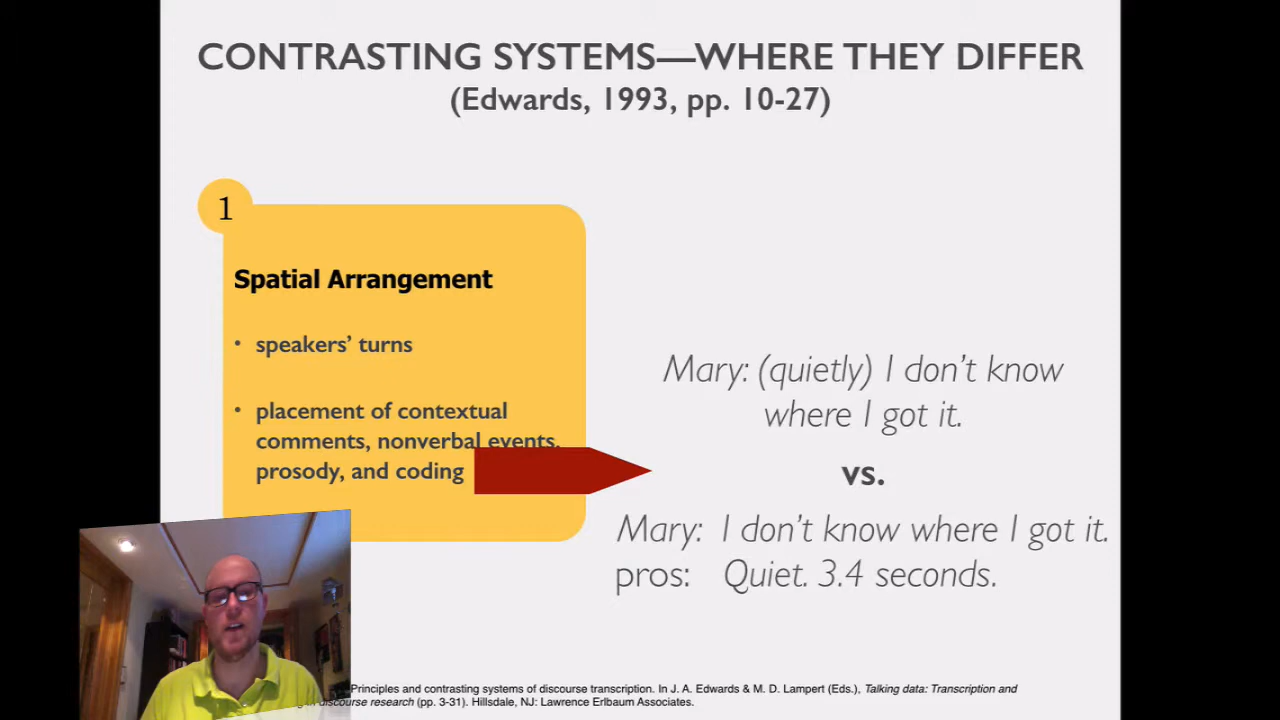 CONTRASTING SYSTEMS—WHERE THEY DIFFER
(Edwards, 1993, pp. 10-27)
1
Spatial Arrangement
• speakers’ turns
• placement of contextual
comments, nonverbal events,
prosody, and coding
Mary: (quietly) I don’t know
where I got it.
vs.
Mary: I don’t know where I got it.
pros: Quiet. 3.4 seconds.
Principles and contrasting systems of discourse transcription. In J. A. Edwards & M. D. Lampert (Eds.), Talking data: Transcription and
discourse research (pp. 3-31). Hillsdale, NJ: Lawrence Erlbaum Associates.